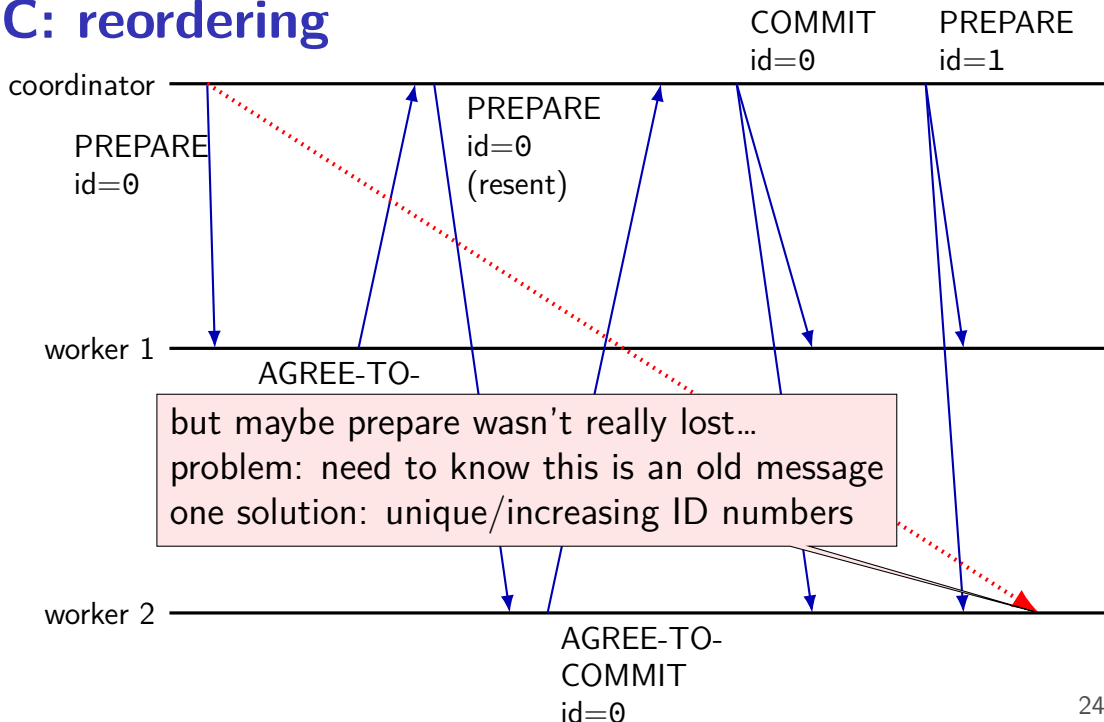 C: reordering
COMMIT
id=0
PREPARE
id=1
coordinator
PREPARE
id=0
PREPARE
id=0
(resent)
worker 1
AGREE-TO-
but maybe prepare wasn't really lost…
problem: need to know this is an old message
one solution: unique/increasing ID numbers
worker 2
AGREE-TO-
COMMIT
id=0
24